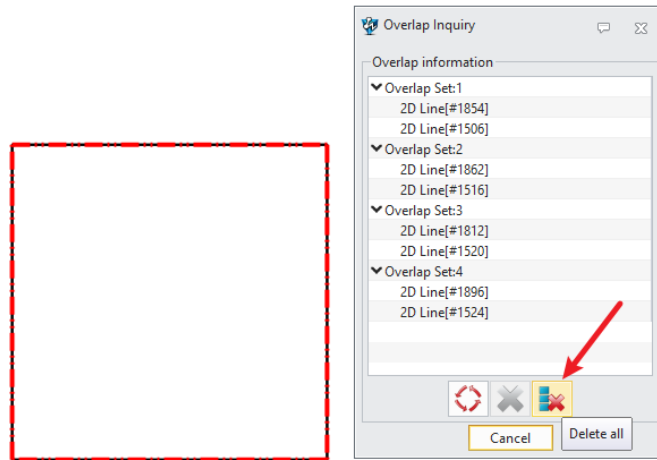 Overlap Inquiry
Overlap information
Overlap Set:1
2D Line[#1854]
2D Line[#1506]
Overlap Set:2
2D Line[#1862]
2D Line[#1516]
Overlap Set:3
2D Line[#1812]
2D Line[#1520]
Overlap Set:4
2D Line[#1896]
2D Line[#1524]
Cancel
Delete all